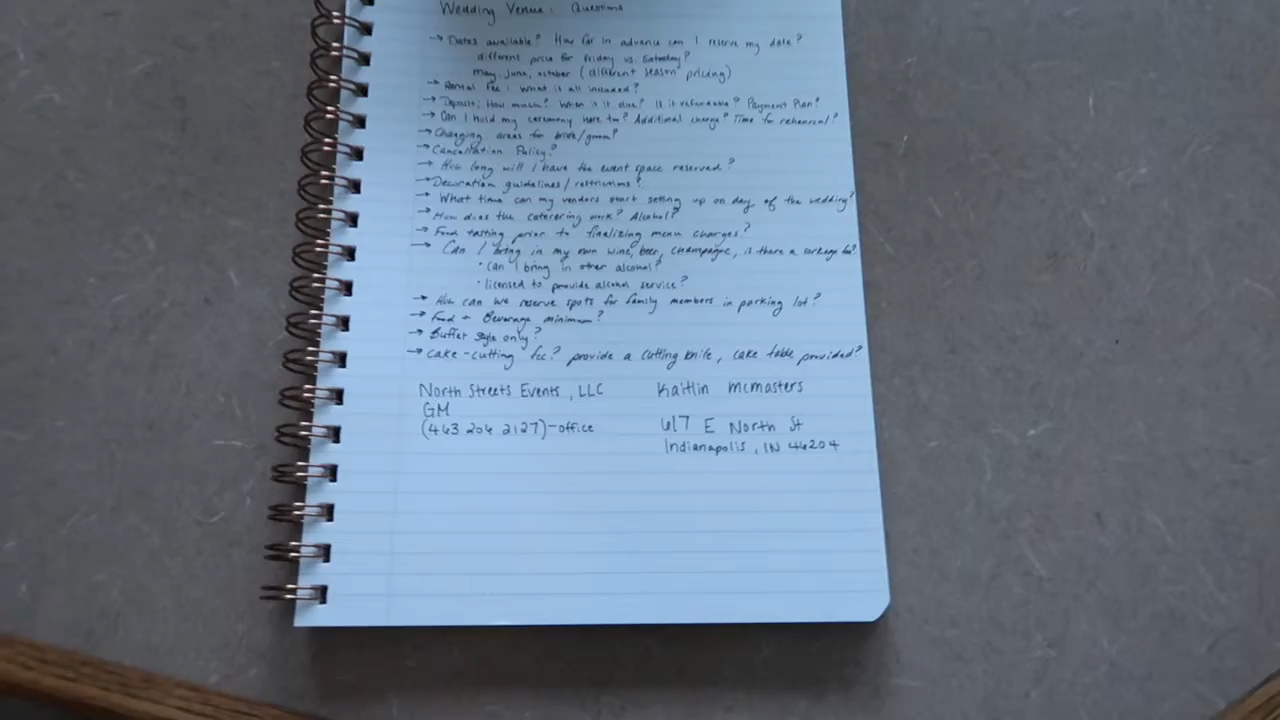 Wedding Venue: Questions
→ Dates available? How far in advance can I reserve my date?
different price for Friday vs. Saturday?
may, june, october (different season pricing)
→ Rental Fee: What is all included?
→ Deposit: How much? When is it due? Is it refundable? Payment Plan?
→ Can I hold my ceremony here to? Additional charge? Time for rehearsal?
→ Changing areas for bride/groom?
→ Cancellation Policy?
→ How long will I have the event space reserved?
→ Decoration guidelines/restrictions?
→ What time can my vendors start setting up on day of the wedding?
→ How does the catering work? Alcohol?
→ Food tasting prior to finalizing menu charges?
→ Can I bring in my own wine, beer, champagne, is there a corkage fee?
• Can I bring in other alcohol?
• licensed to provide alcohol service?
→ How can we reserve spots for family members in parking lot?
→ Food + Beverage minimum?
→ Buffet style only?
→ cake-cutting fee? provide a cutting knife, cake table provided?
North Streets Events, LLC
GM
(463 206 2127)-office
Kaitlin mcmasters
617 E North St
Indianapolis, IN 46204